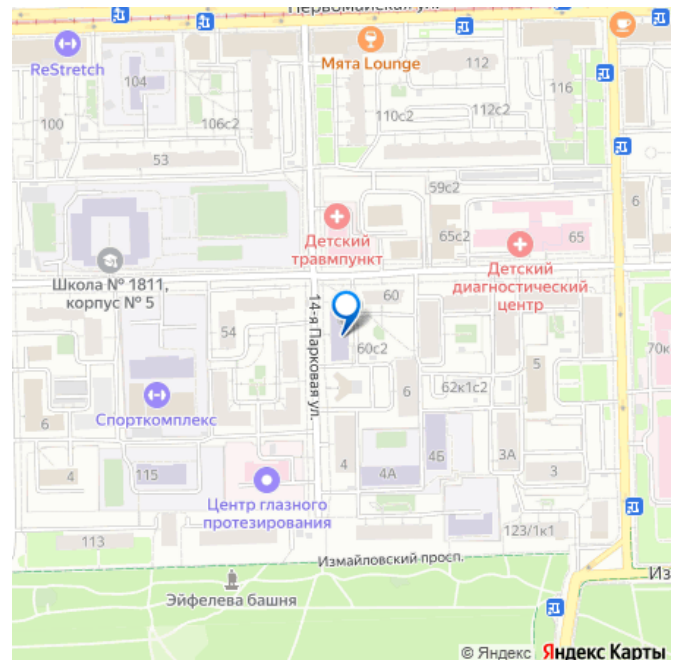 Первомайская ул.
ReStretch
Мята Lounge
104
112
116
100
106с2
110с2
112с2
53
59с2
6
Детский
травмпункт
65с2
65
Школа № 1811,
корпус № 5
Детский
диагностический
центр
60
14-я Парковая ул.
54
60с2
70к
5
62к1с2
6
Спорткомплекс
6
4
115
4
4А
4Б
3А
3
Центр глазного
протезирования
123/1к1
113
Измайловский просп.
Из
Эйфелева башня
© Яндекс Яндекс Карты